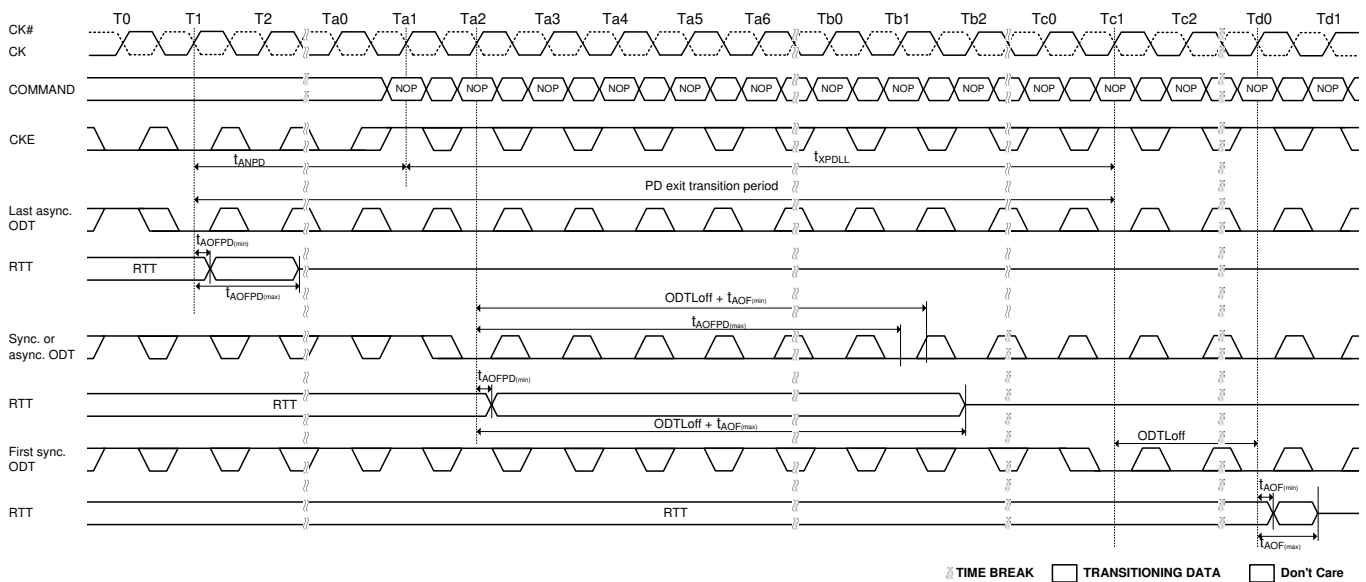 T0 T1 T2 Ta0 Ta1 Ta2 Ta3 Ta4 Ta5 Ta6 Tb0 Tb1 Tb2 Tc0 Tc1 Tc2 Td0 Td1
CK#
CK
COMMAND NOP NOP NOP NOP NOP NOP NOP NOP NOP NOP NOP NOP NOP NOP
CKE
tANPD tXPDLL
PD exit transition period
Last async.
ODT
tAOFPD(min)
RTT RTT
tAOFPD(max)
ODTLoff + tAOF(min)
tAOFPD(max)
Sync. or
async. ODT
tAOFPD(min)
RTT RTT
ODTLoff + tAOF(max)
ODTLoff
First sync.
ODT
tAOF(min)
RTT RTT
tAOF(max)
TIME BREAK TRANSITIONING DATA Don't Care